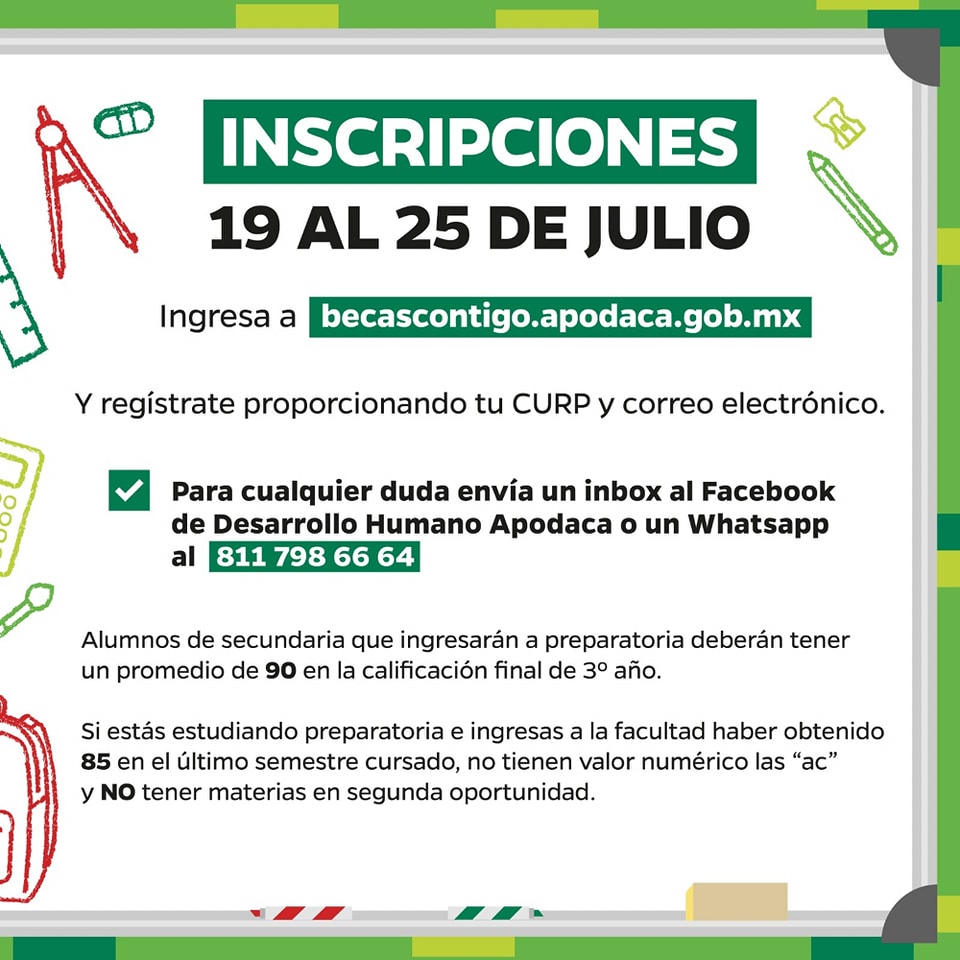 INSCRIPCIONES
19 AL 25 DE JULIO
Ingresa a becascontigo.apodaca.gob.mx
Y regístrate proporcionando tu CURP y correo electrónico.
Para cualquier duda envía un inbox al Facebook
de Desarrollo Humano Apodaca o un Whatsapp
al 811 798 66 64
Alumnos de secundaria que ingresarán a preparatoria deberán tener
un promedio de 90 en la calificación final de 3º año.
Si estás estudiando preparatoria e ingresas a la facultad haber obtenido
85 en el último semestre cursado, no tienen valor numérico las “ac”
y NO tener materias en segunda oportunidad.